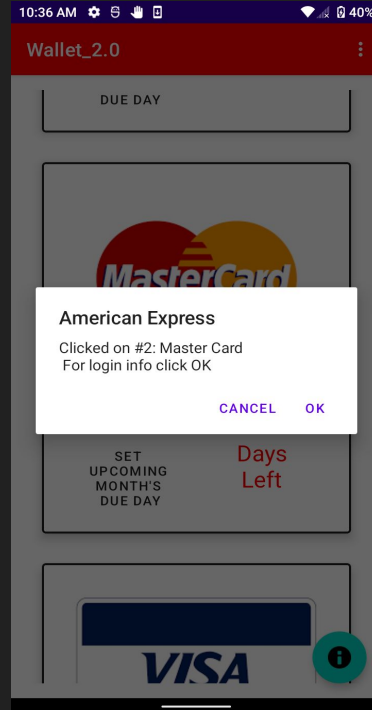 10:36 AM
40%
Wallet_2.0
DUE DAY
MasterCard
American Express
Clicked on #2: Master Card
For login info click OK
CANCEL OK
SET
UPCOMING
MONTH'S
DUE DAY
Days
Left
VISA